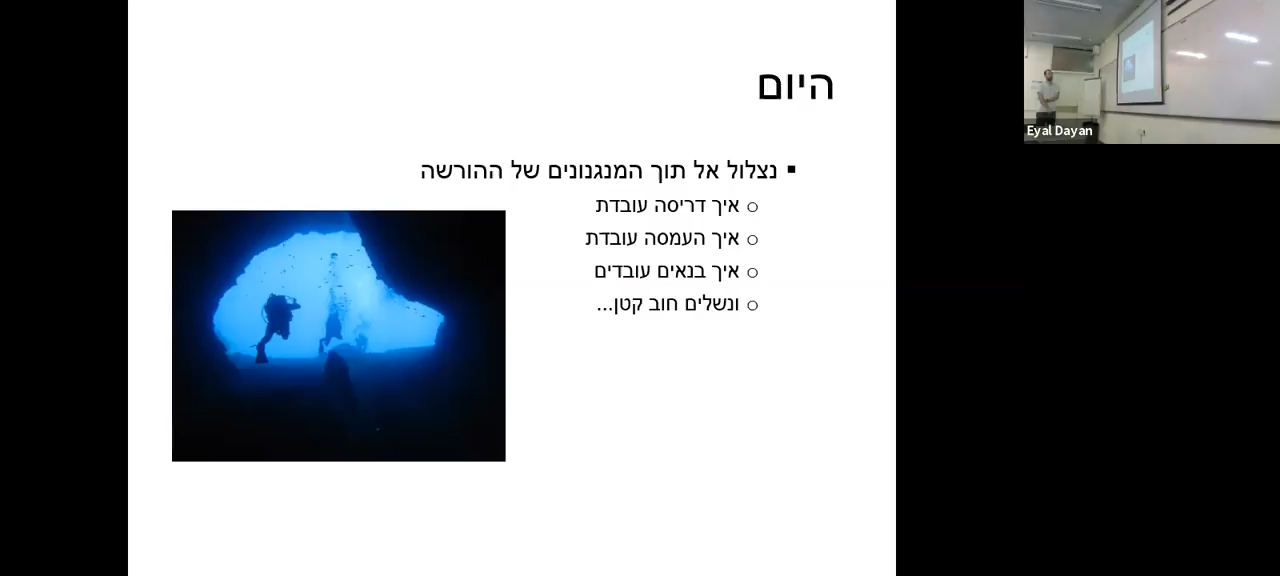 היום
נצלול אל תוך המנגנונים של ההורשה
איך דריסה עובדת
איך העמסה עובדת
איך בנאים עובדים
ונשלים חוב קטן...
Eyal Dayan